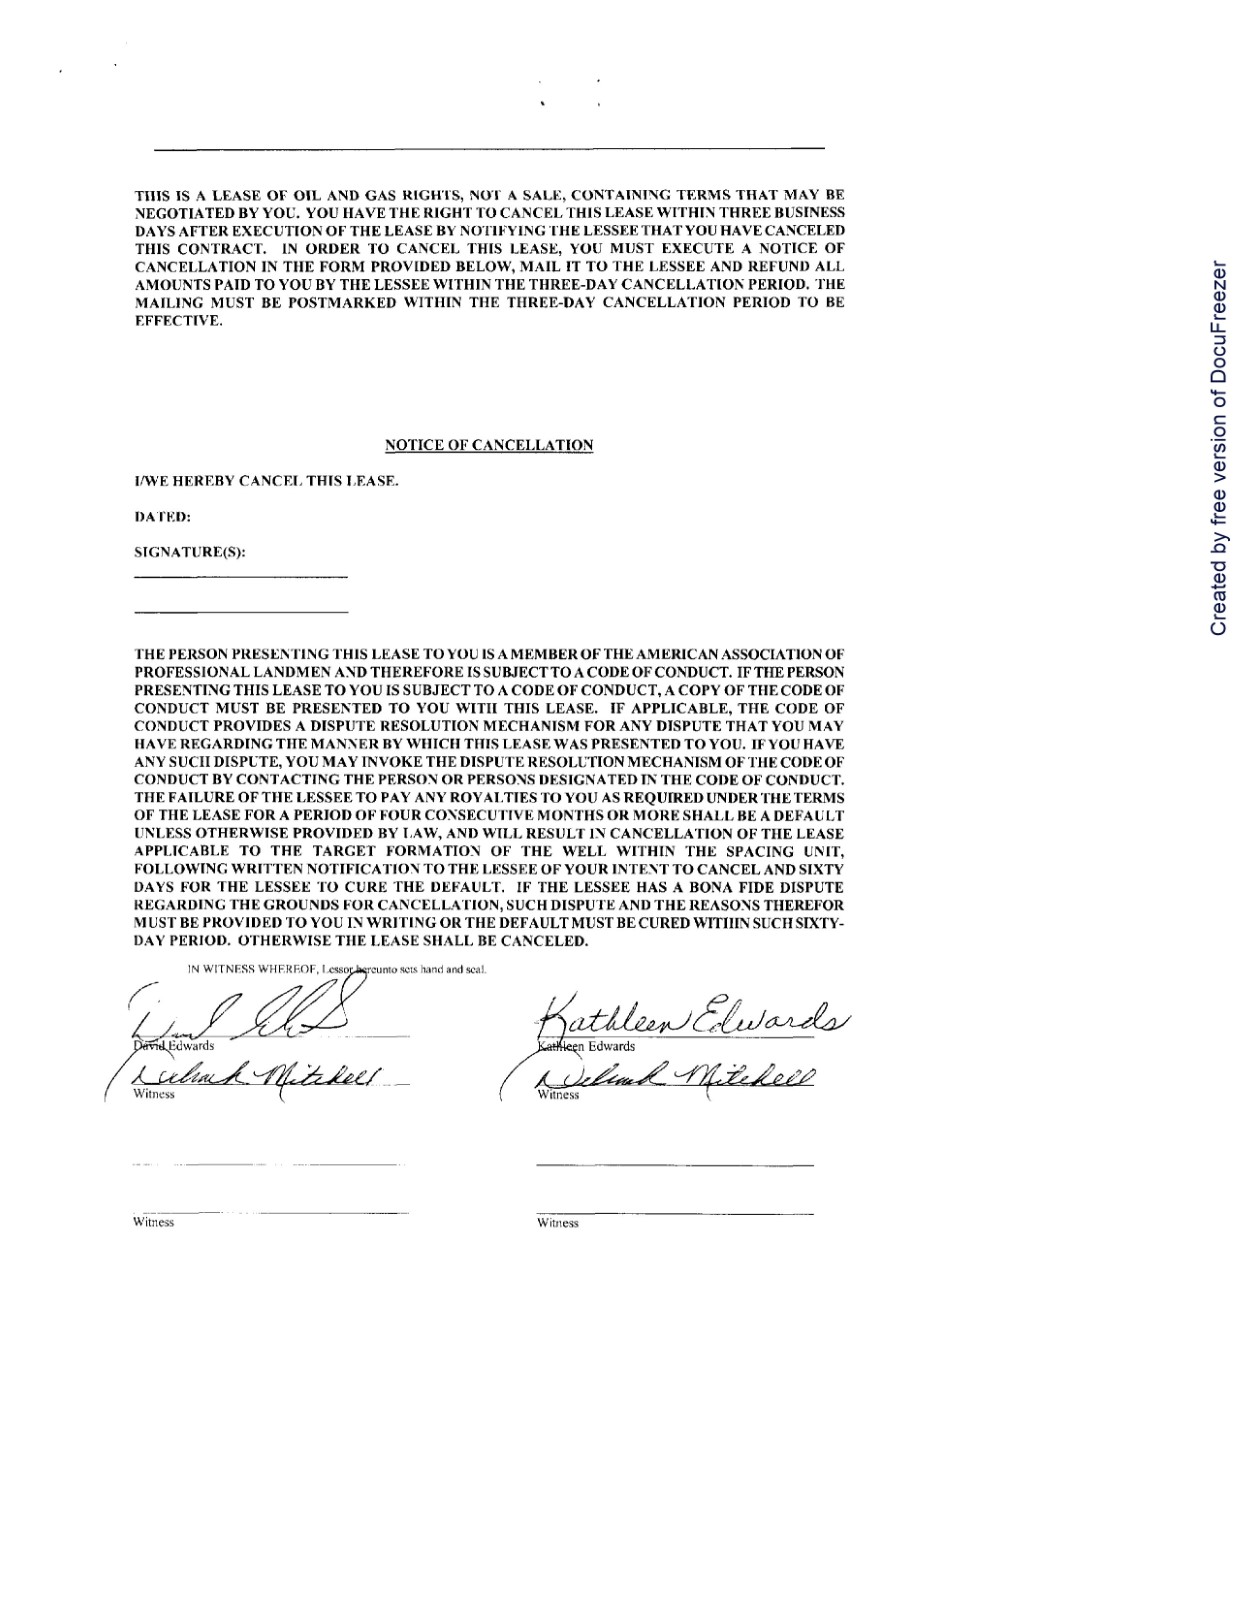 THIS IS A LEASE OF OIL AND GAS RIGHTS, NOT A SALE, CONTAINING TERMS THAT MAY BE
NEGOTIATED BY YOU. YOU HAVE THE RIGHT TO CANCEL THIS LEASE WITHIN THREE BUSINESS
DAYS AFTER EXECUTION OF THE LEASE BY NOTIFYING THE LESSEE THAT YOU HAVE CANCELED
THIS CONTRACT. IN ORDER TO CANCEL THIS LEASE, YOU MUST EXECUTE A NOTICE OF
CANCELLATION IN THE FORM PROVIDED BELOW, MAIL IT TO THE LESSEE AND REFUND ALL
AMOUNTS PAID TO YOU BY THE LESSEE WITHIN THE THREE-DAY CANCELLATION PERIOD. THE
MAILING MUST BE POSTMARKED WITHIN THE THREE-DAY CANCELLATION PERIOD TO BE
EFFECTIVE.
NOTICE OF CANCELLATION
I/WE HEREBY CANCEL THIS LEASE.
DATED:
SIGNATURE(S):
THE PERSON PRESENTING THIS LEASE TO YOU IS A MEMBER OF THE AMERICAN ASSOCIATION OF
PROFESSIONAL LANDMEN AND THEREFORE IS SUBJECT TO A CODE OF CONDUCT. IF THE PERSON
PRESENTING THIS LEASE TO YOU IS SUBJECT TO A CODE OF CONDUCT, A COPY OF THE CODE OF
CONDUCT MUST BE PRESENTED TO YOU WITH THIS LEASE. IF APPLICABLE, THE CODE OF
CONDUCT PROVIDES A DISPUTE RESOLUTION MECHANISM FOR ANY DISPUTE THAT YOU MAY
HAVE REGARDING THE MANNER BY WHICH THIS LEASE WAS PRESENTED TO YOU. IF YOU HAVE
ANY SUCH DISPUTE, YOU MAY INVOKE THE DISPUTE RESOLUTION MECHANISM OF THE CODE OF
CONDUCT BY CONTACTING THE PERSON OR PERSONS DESIGNATED IN THE CODE OF CONDUCT.
THE FAILURE OF THE LESSEE TO PAY ANY ROYALTIES TO YOU AS REQUIRED UNDER THE TERMS
OF THE LEASE FOR A PERIOD OF FOUR CONSECUTIVE MONTHS OR MORE SHALL BE A DEFAULT
UNLESS OTHERWISE PROVIDED BY LAW, AND WILL RESULT IN CANCELLATION OF THE LEASE
APPLICABLE TO THE TARGET FORMATION OF THE WELL WITHIN THE SPACING UNIT,
FOLLOWING WRITTEN NOTIFICATION TO THE LESSEE OF YOUR INTENT TO CANCEL AND SIXTY
DAYS FOR THE LESSEE TO CURE THE DEFAULT. IF THE LESSEE HAS A BONA FIDE DISPUTE
REGARDING THE GROUNDS FOR CANCELLATION, SUCH DISPUTE AND THE REASONS THEREFOR
MUST BE PROVIDED TO YOU IN WRITING OR THE DEFAULT MUST BE CURED WITHIN SUCH SIXTY-
DAY PERIOD. OTHERWISE THE LEASE SHALL BE CANCELED.
IN WITNESS WHEREOF, Lessor hereunto sets hand and seal.
Kathleen Edwards
David Edwards Kathleen Edwards
Mitchell Mitchell
Witness Witness
Witness Witness
Created by free version of DocuFreezer